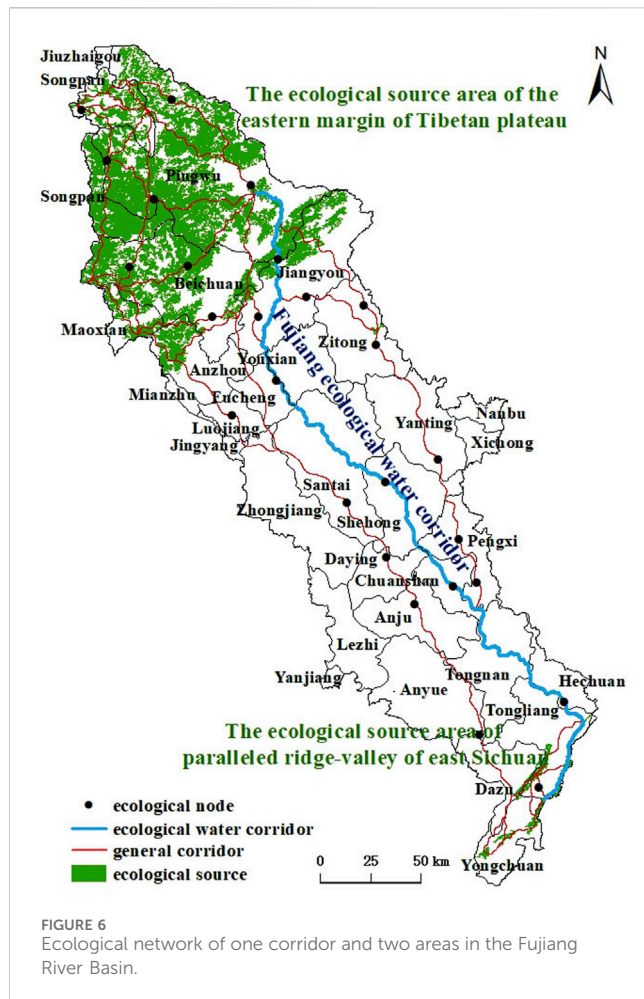 Jiuzhaigou
Songpan
N
The ecological source area of the
eastern margin of Tibetan plateau
Pingwu
Songpan
Jiangyou
Beichuan
Maoxian
Zitong
Youxian
Fujiang ecological water corridor
Anzhou
Mianzhu
Fucheng
Nanbu
Yanting
Luojiang
Xichong
Jingyang
Santai
Zhongjiang
Shehong
Pengxi
Daying
Chuanshan
Anju
Lezhi
Tongnan
Hechuan
Yanjiang
Anyue
Tongliang
The ecological source area of
paralleled ridge-valley of east Sichuan
Dazu
ecological node
ecological water corridor
general corridor
ecological source
0 25 50 km
Yongchuan
FIGURE 6
Ecological network of one corridor and two areas in the Fujiang
River Basin.